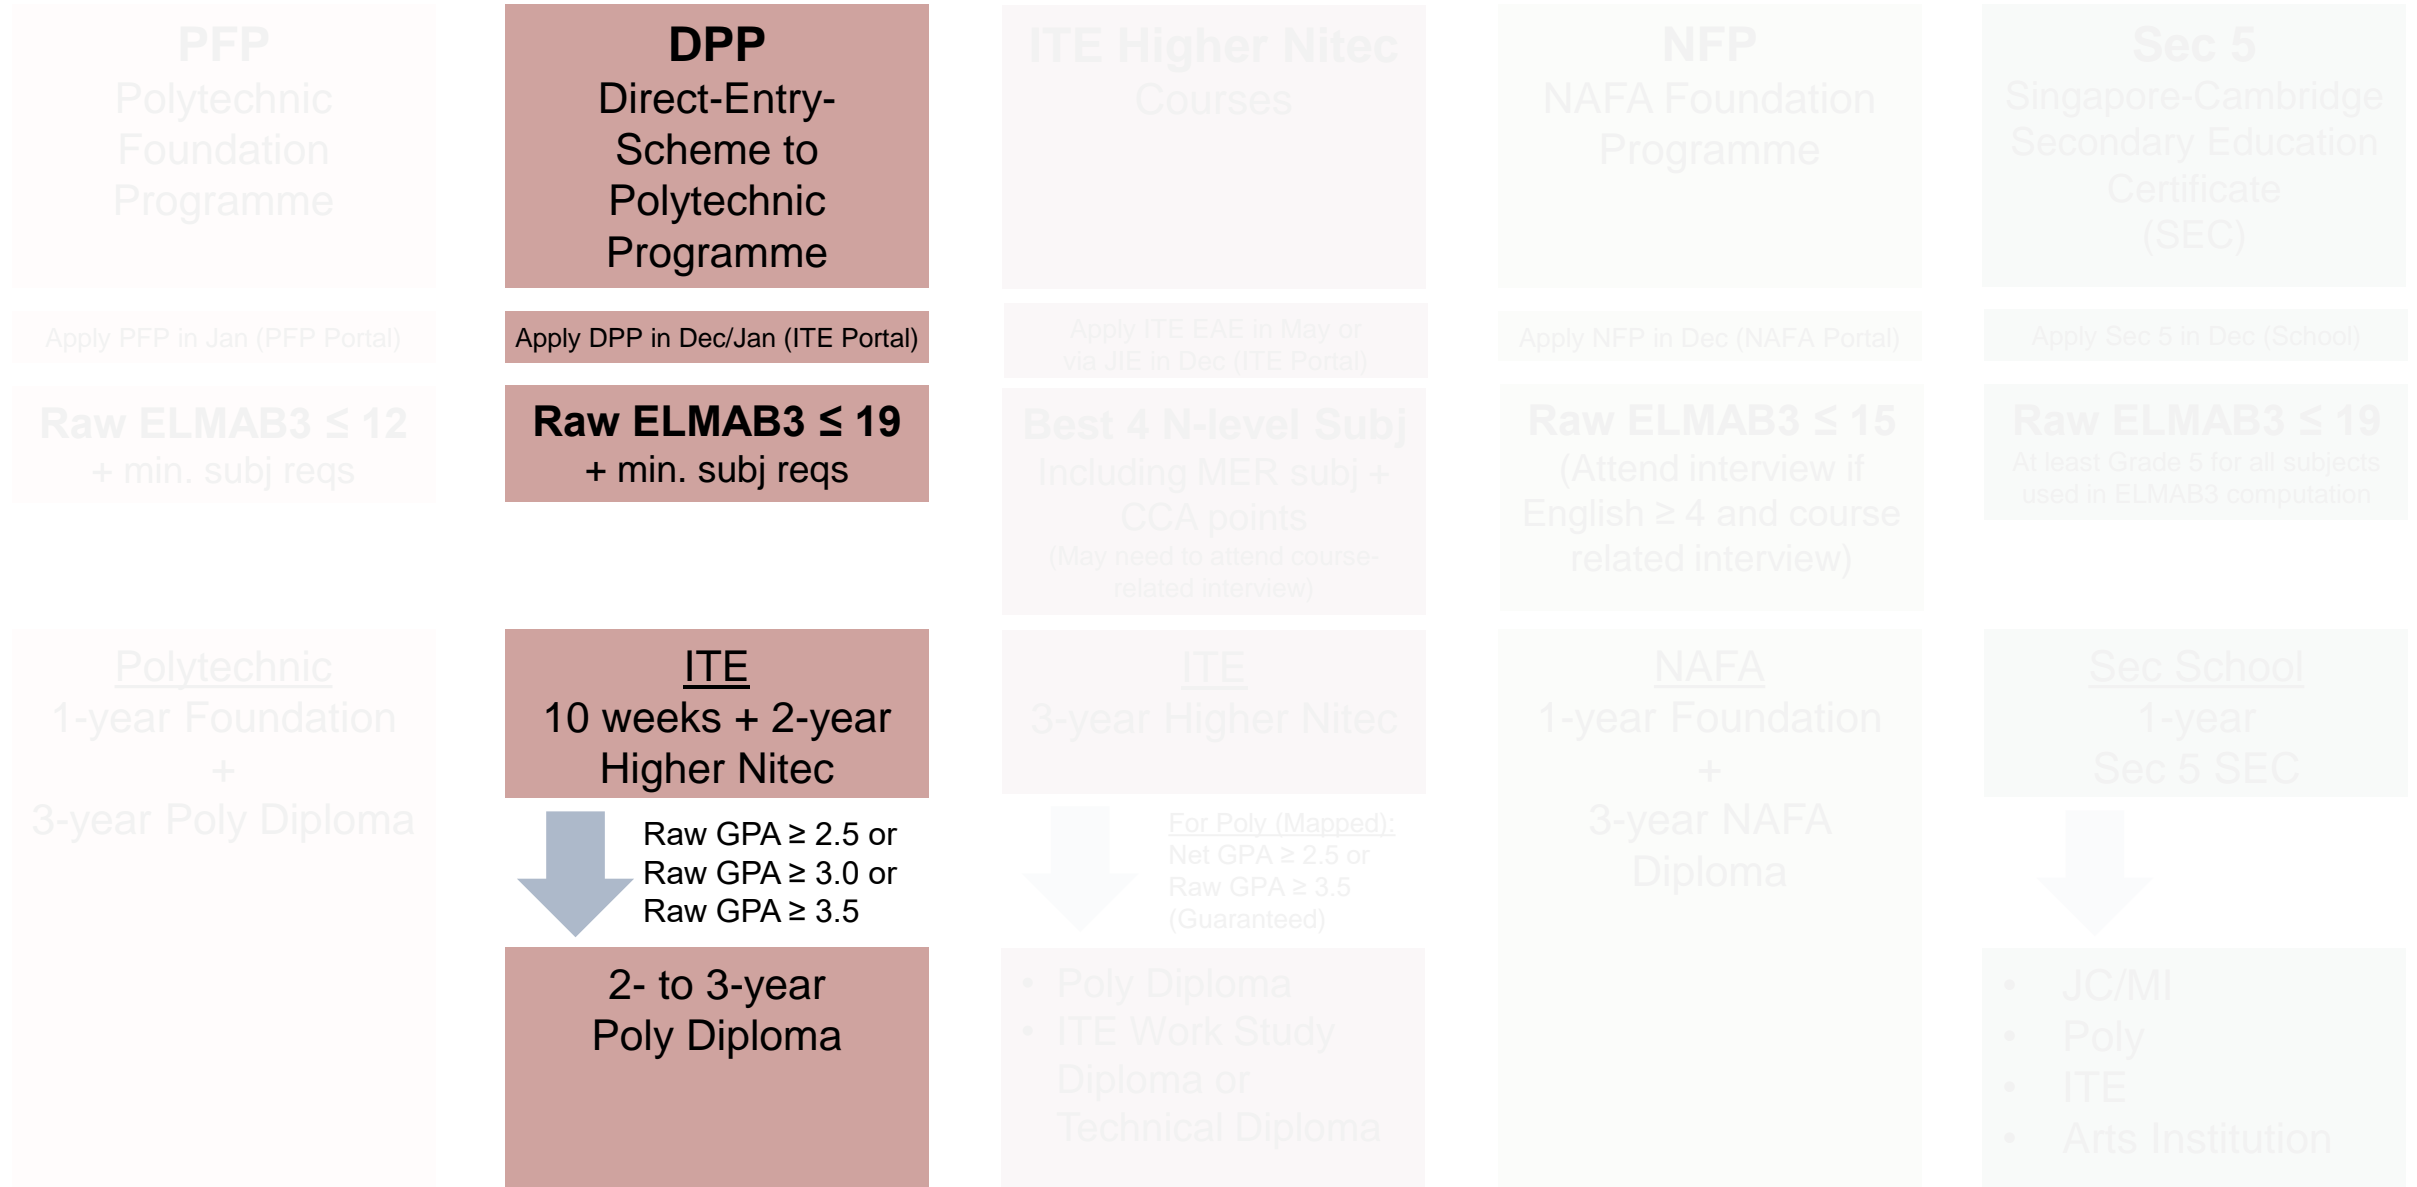 PFP
Polytechnic
Foundation
Programme
Apply PFP in Jan (PFP Portal)
Raw ELMAB3 ≤ 12
+ min. subj reqs
Polytechnic
1-year Foundation
+
3-year Poly Diploma
DPP
Direct-Entry-
Scheme to
Polytechnic
Programme
Apply DPP in Dec/Jan (ITE Portal)
Raw ELMAB3 ≤ 19
+ min. subj reqs
ITE
10 weeks + 2-year
Higher Nitec
Raw GPA ≥ 2.5 or
Raw GPA ≥ 3.0 or
Raw GPA ≥ 3.5
2- to 3-year
Poly Diploma
ITE Higher Nitec
Courses
Apply ITE EAE in May or
via JIE in Dec (ITE Portal)
Best 4 N-level Subj
Including MER subj +
CCA points
(May need to attend course-
related interview)
ITE
3-year Higher Nitec
For Poly (Mapped):
Net GPA ≥ 2.5 or
Raw GPA ≥ 3.5
(Guaranteed)
• Poly Diploma
• ITE Work Study
Diploma or
Technical Diploma
NFP
NAFA Foundation
Programme
Apply NFP in Dec (NAFA Portal)
Raw ELMAB3 ≤ 15
(Attend interview if
English ≥ 4 and course
related interview)
NAFA
1-year Foundation
+
3-year NAFA
Diploma
Sec 5
Singapore-Cambridge
Secondary Education
Certificate
(SEC)
Apply Sec 5 in Dec (School)
Raw ELMAB3 ≤ 19
At least Grade 5 for all subjects
used in ELMAB3 computation
Sec School
1-year
Sec 5 SEC
• JC/MI
• Poly
• ITE
• Arts Institution